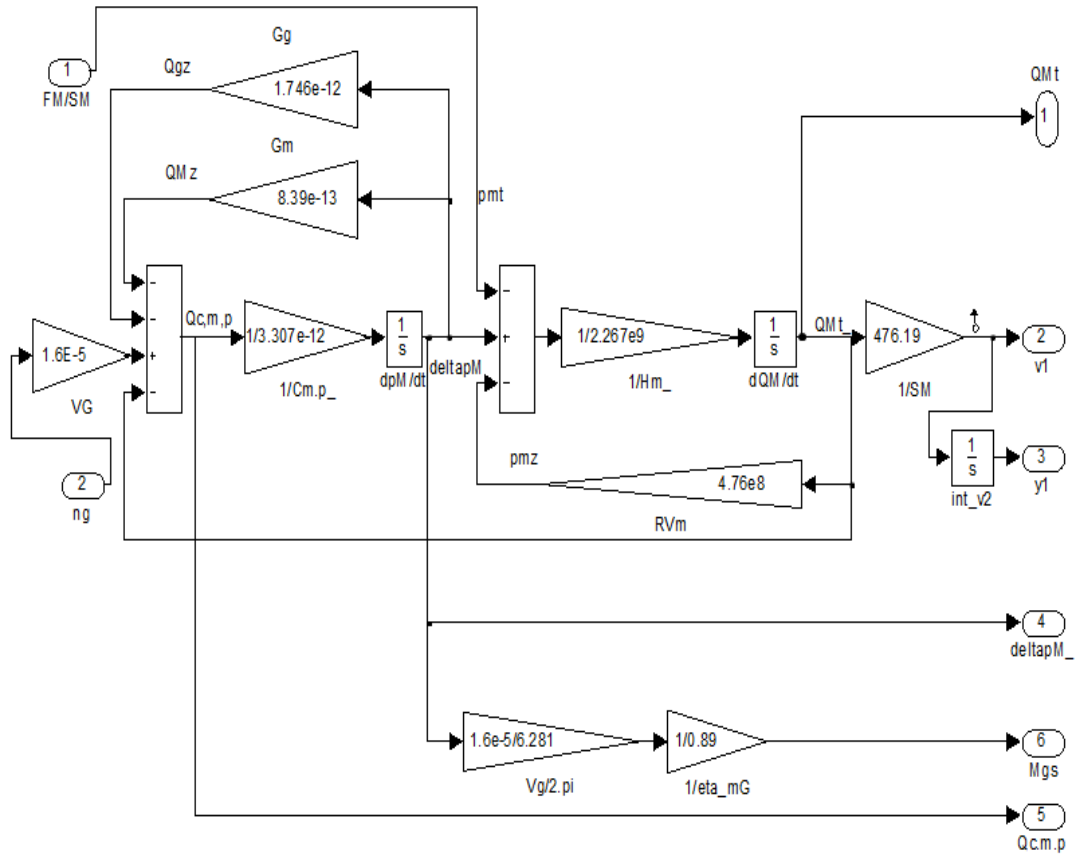 Gg
QMt
Qgz
1
FM/SM
1.746e-12
1
Gm
QMz
8.39e-13
pmt
-
-
+
-
Qc,m,p
1/3.307e-12
1/Cm.p_
1
s
dpM/dt
deltapM
-
+
-
1/2.267e9
1/Hm_
1
s
dQM/dt
QMt_
476.19
1/SM
2
v1
1.6E-5
VG
2
ng
pmz
4.76e8
RVm
1
s
int_v2
3
y1
4
deltapM_
1.6e-5/6.281
Vg/2.pi
1/0.89
1/eta_mG
6
Mgs
5
Qc.m.p